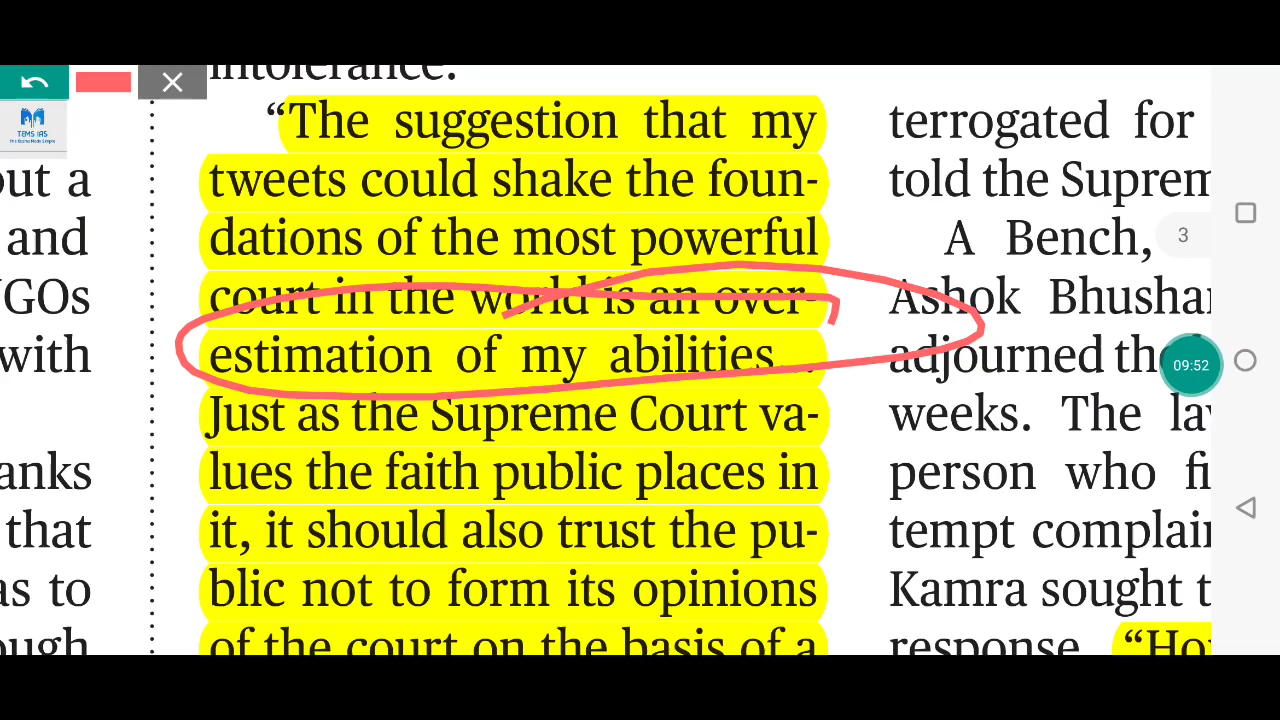 intolerance.
TEMS IAS
out a
and
GOs
with
anks
that
as to
ough
“The suggestion that my
tweets could shake the foun-
dations of the most powerful
court in the world is an over-
estimation of my abilities. .
Just as the Supreme Court va-
lues the faith public places in
it, it should also trust the pu-
blic not to form its opinions
of the court on the basis of a
terrogated for
told the Suprem
A Bench,
Ashok Bhushan
adjourned the
weeks. The law
person who fi
tempt complain
Kamra sought t
response. “Ho
3
09:52